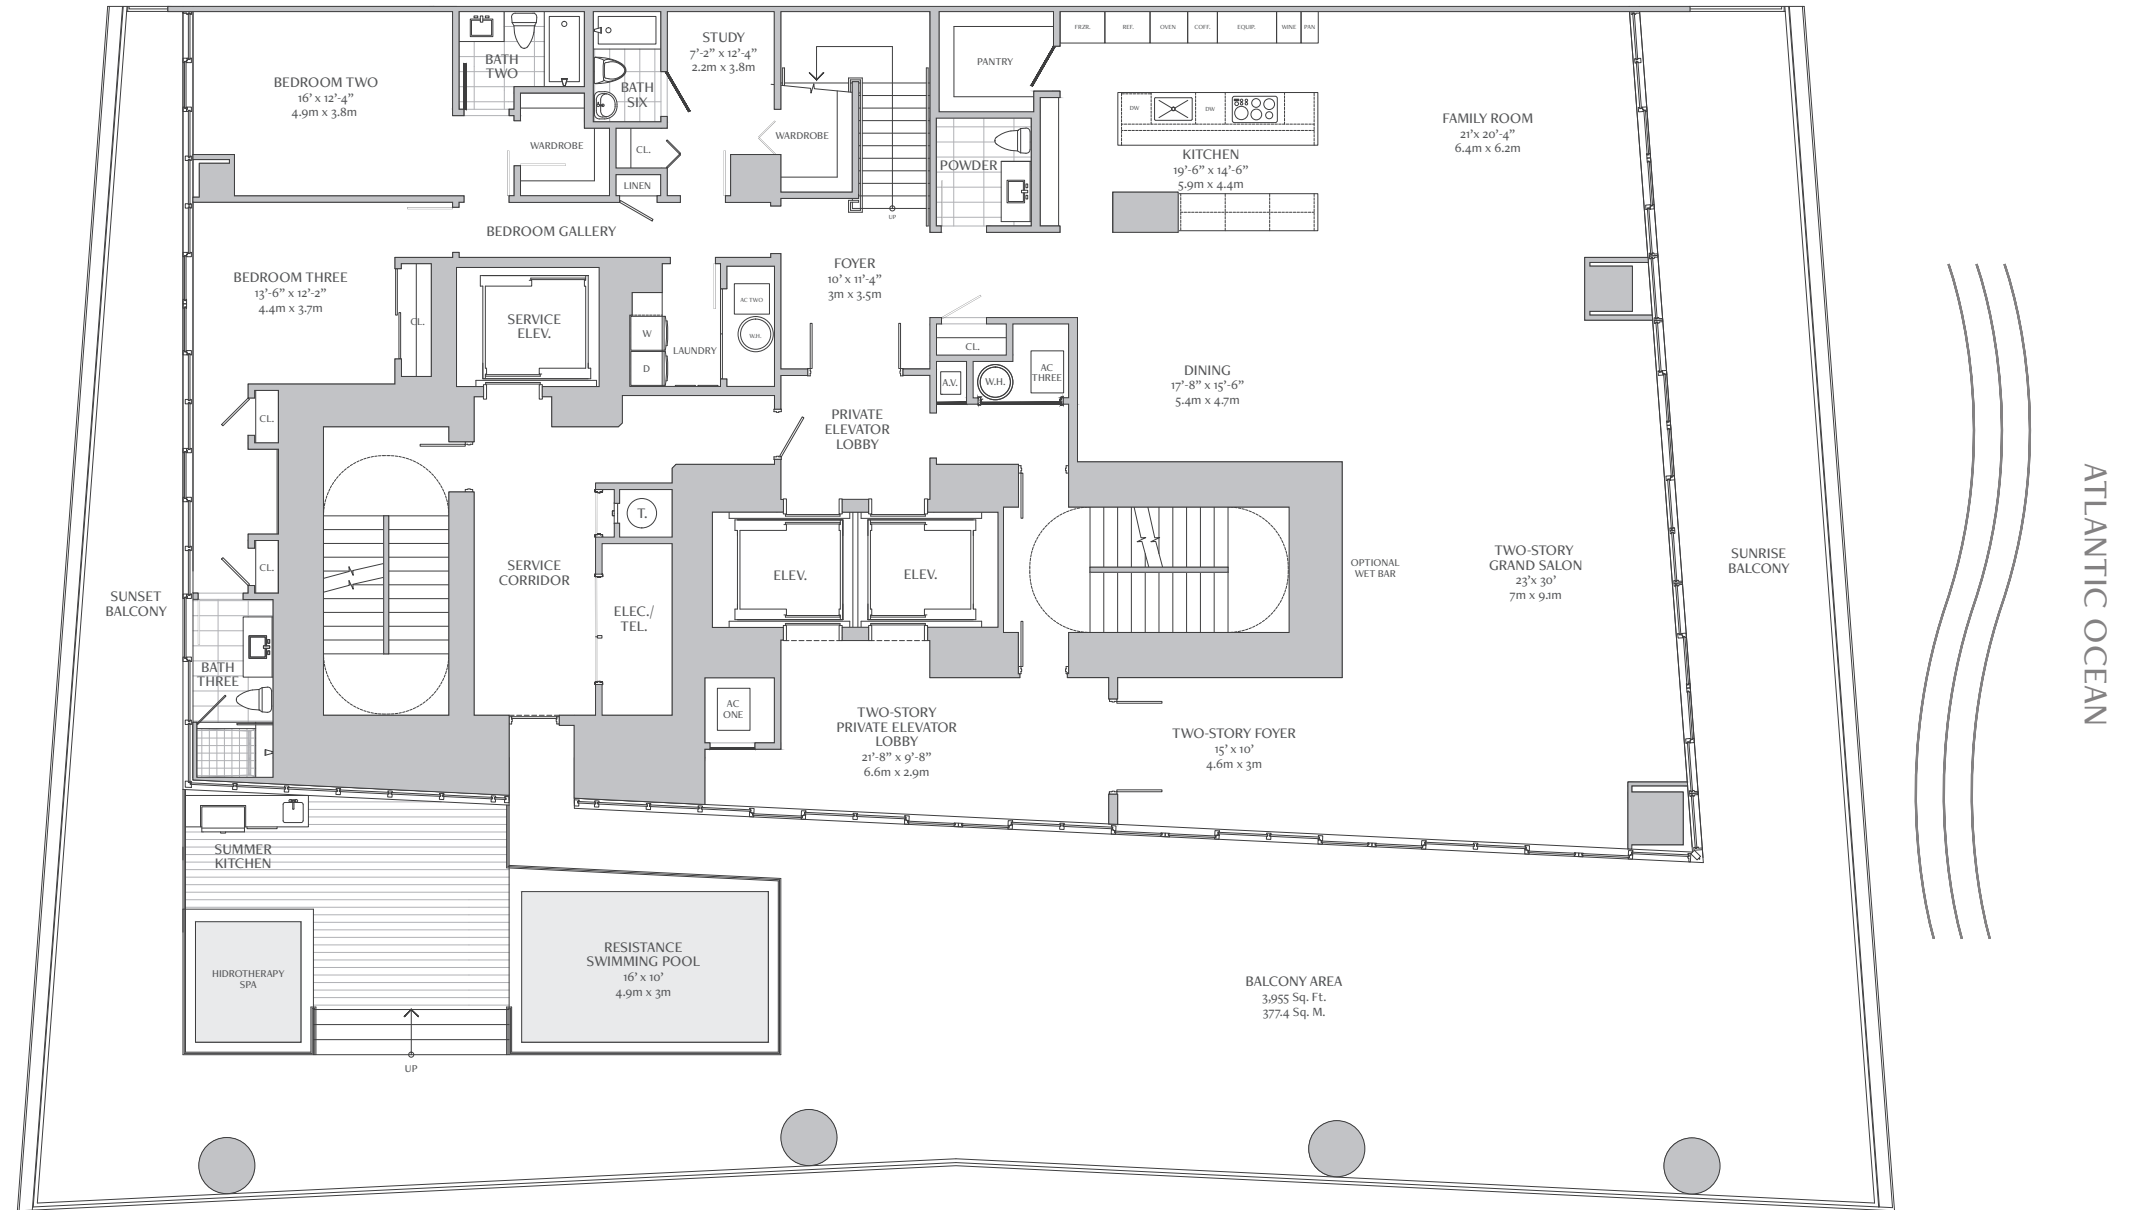 FRZR.
REF.
OVEN
COFF.
EQUIP.
WINE
PAN
STUDY
7'-2" x 12'-4"
2.2m x 3.8m
BATH
TWO
PANTRY
BEDROOM TWO
16' x 12'-4"
4.9m x 3.8m
BATH
SIX
DW
DW
FAMILY ROOM
21'x 20'-4"
6.4m x 6.2m
WARDROBE
WARDROBE
CL.
KITCHEN
19'-6" x 14'-6"
5.9m x 4.4m
POWDER
LINEN
UP
BEDROOM GALLERY
FOYER
10' x 11'-4"
3m x 3.5m
BEDROOM THREE
13'-6" x 12'-2"
4.4m x 3.7m
CL.
SERVICE
ELEV.
AC TWO
W.H.
W
D
LAUNDRY
CL.
A.V.
W.H.
AC
THREE
DINING
17'-8" x 15'-6"
5.4m x 4.7m
CL.
PRIVATE
ELEVATOR
LOBBY
T.
SERVICE
CORRIDOR
ELEV.
ELEV.
OPTIONAL
WET BAR
TWO-STORY
GRAND SALON
23'x 30'
7m x 9.1m
SUNRISE
BALCONY
ATLANTIC OCEAN
CL.
SUNSET
BALCONY
ELEC./
TEL.
BATH
THREE
AC
ONE
TWO-STORY
PRIVATE ELEVATOR
LOBBY
21'-8" x 9'-8"
6.6m x 2.9m
TWO-STORY FOYER
15' x 10'
4.6m x 3m
SUMMER
KITCHEN
HIDROTHERAPY
SPA
RESISTANCE
SWIMMING POOL
16' x 10'
4.9m x 3m
BALCONY AREA
3,955 Sq. Ft.
377.4 Sq. M.
UP